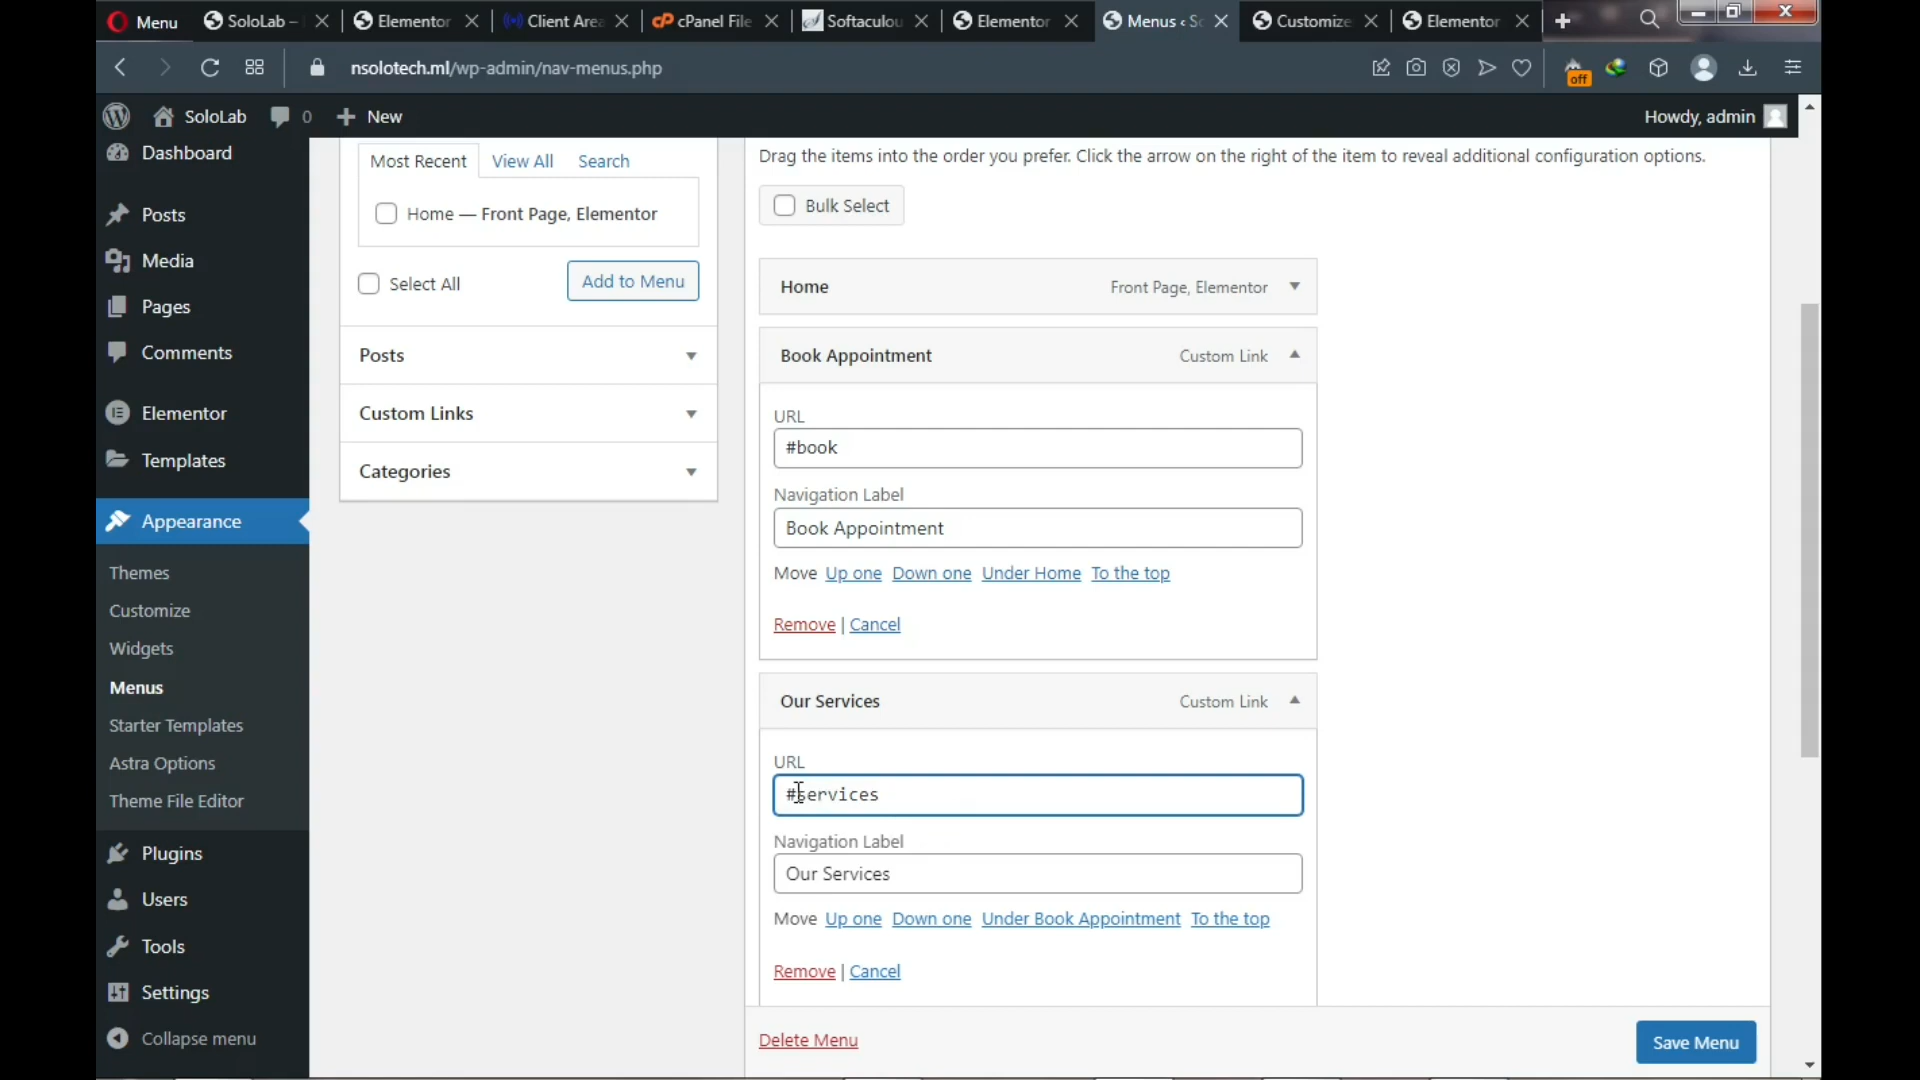 Menu
SoloLab –
Elementor
Client Area
cPanel File
Softaculou
Elementor
Menus ‹ So
Customize
Elementor
nsolotech.ml/wp-admin/nav-menus.php
off
SoloLab
0
New
Howdy, admin
Dashboard
Posts
Media
Pages
Comments
Elementor
Templates
Appearance
Themes
Customize
Widgets
Menus
Starter Templates
Astra Options
Theme File Editor
Plugins
Users
Tools
Settings
Collapse menu
Most Recent View All Search
Home — Front Page, Elementor
Select All
Add to Menu
Posts
Custom Links
Categories
Drag the items into the order you prefer. Click the arrow on the right of the item to reveal additional configuration options.
Bulk Select
Home Front Page, Elementor
Book Appointment Custom Link
URL
#book
Navigation Label
Book Appointment
Move Up one Down one Under Home To the top
Remove | Cancel
Our Services Custom Link
URL
#services
Navigation Label
Our Services
Move Up one Down one Under Book Appointment To the top
Remove | Cancel
Delete Menu
Save Menu